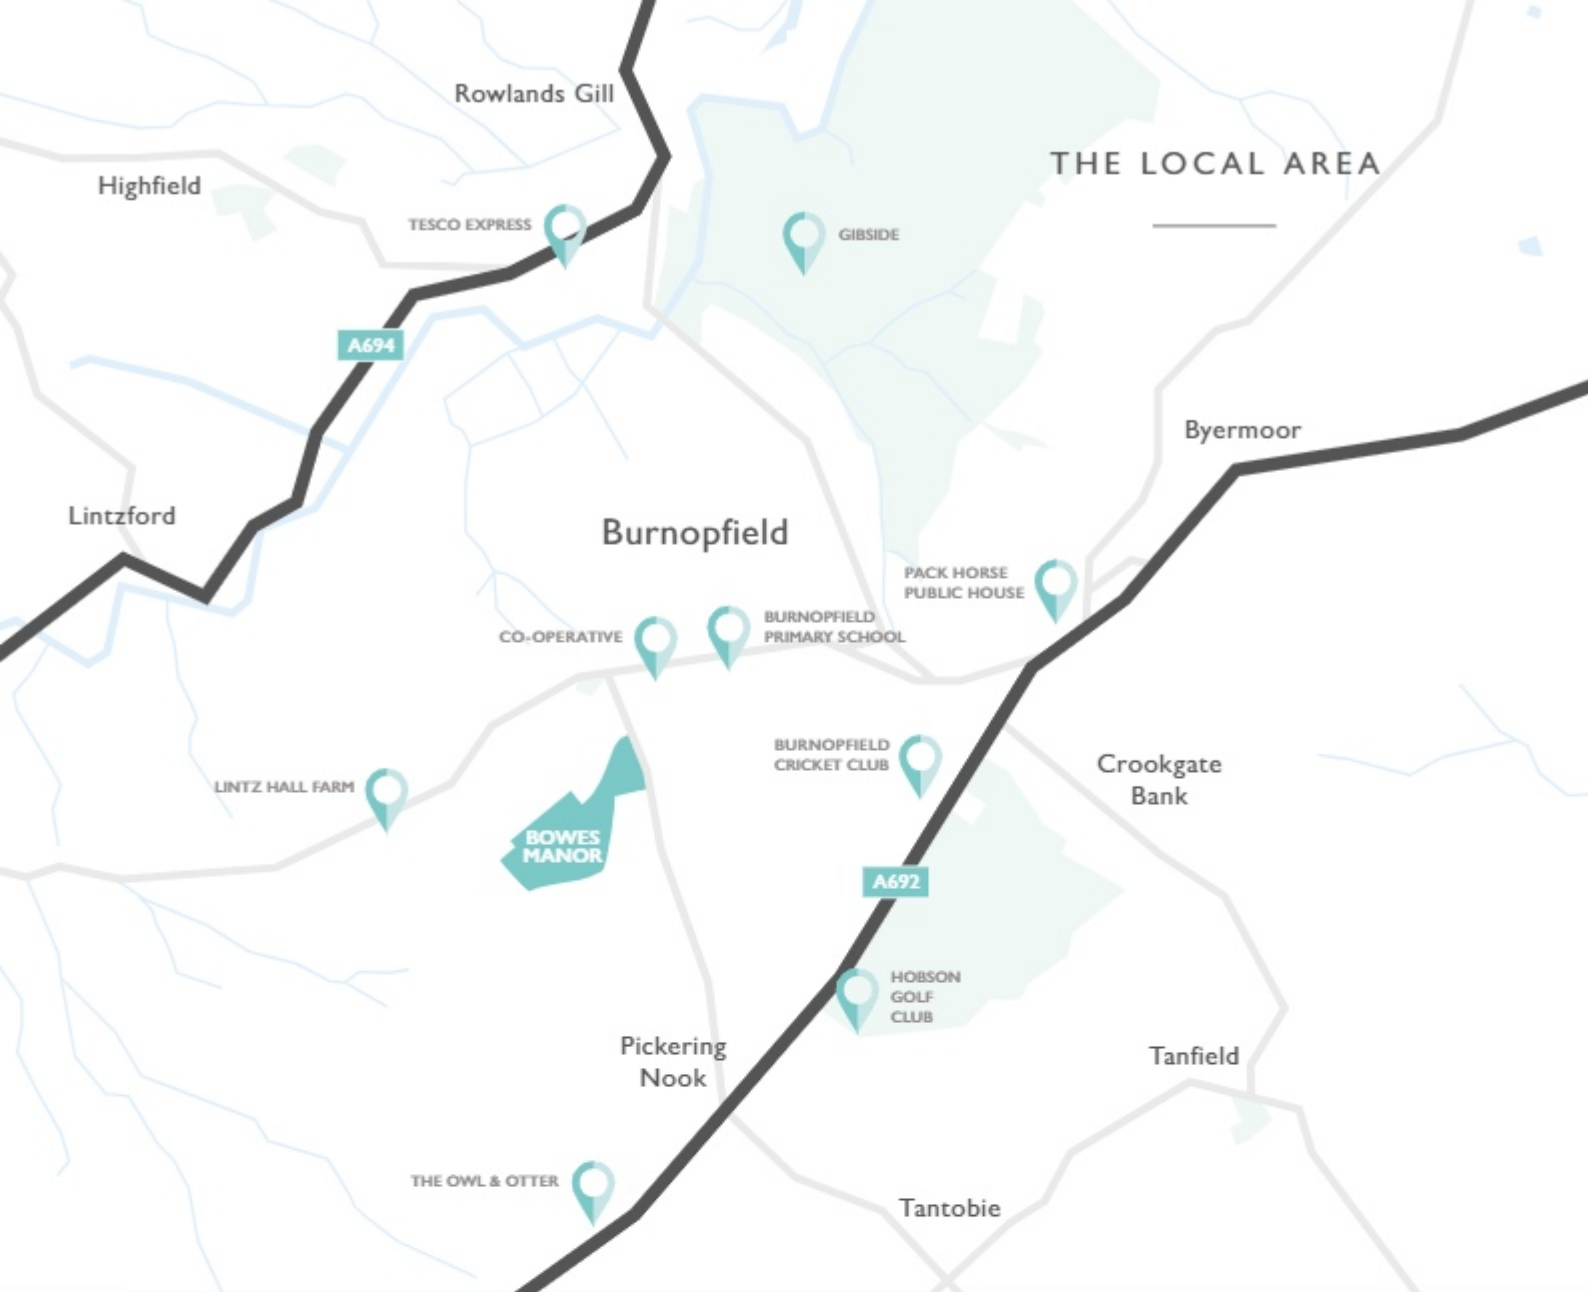 Rowlands Gill
THE LOCAL AREA
Highfield
TESCO EXPRESS
GIBSIDE
A694
Byermoor
Lintzford
Burnopfield
PACK HORSE
PUBLIC HOUSE
CO-OPERATIVE
BURNOPFIELD
PRIMARY SCHOOL
BURNOPFIELD
CRICKET CLUB
Crookgate
Bank
LINTZ HALL FARM
BOWES
MANOR
A692
HOBSON
GOLF
CLUB
Pickering
Nook
Tanfield
THE OWL & OTTER
Tantobie